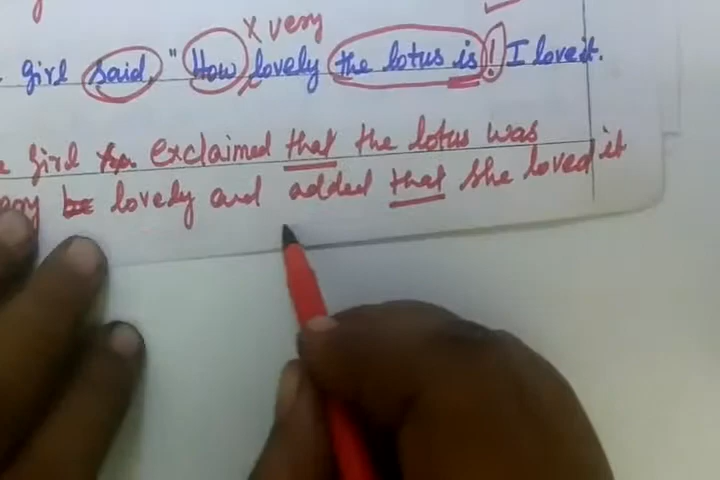 x very
girl said, "How lovely the lotus is! I love it.
girl exclaimed that the lotus was
lovely and added that she loved it